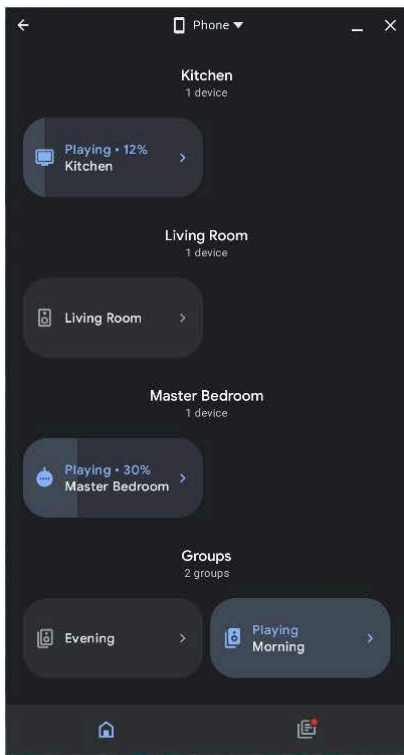 Phone
Kitchen
1 device
Playing • 12%
Kitchen
Living Room
1 device
Living Room
Master Bedroom
1 device
Playing • 30%
Master Bedroom
Groups
2 groups
Evening
Playing
Morning